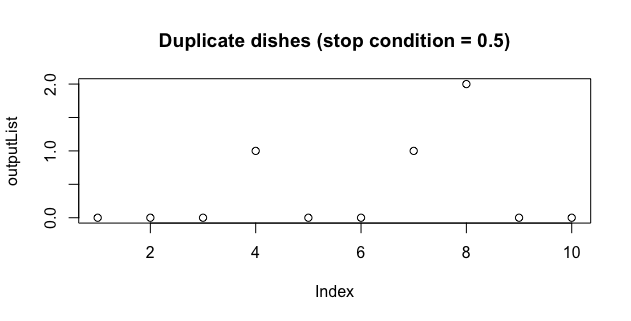 Duplicate dishes (stop condition = 0.5)
outputList
2.0
1.0
0.0
2 4 6 8 10
Index